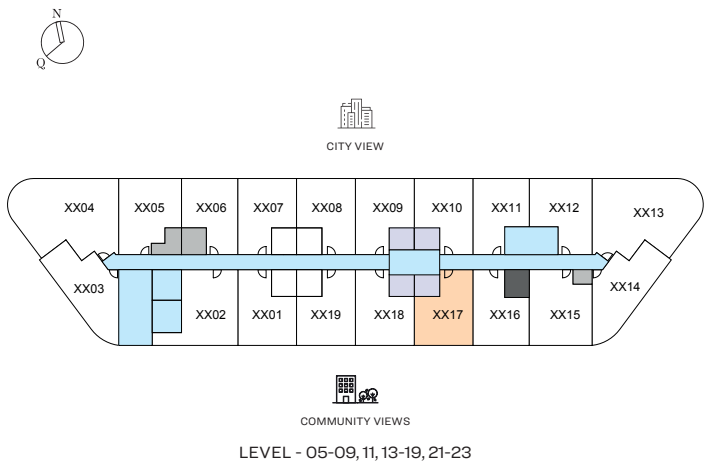 N
Q
CITY VIEW
XX04
XX05
XX06
XX07
XX08
XX09
XX10
XX11
XX12
XX13
XX03
XX14
XX02
XX01
XX19
XX18
XX17
XX16
XX15
COMMUNITY VIEWS
LEVEL - 05-09, 11, 13-19, 21-23